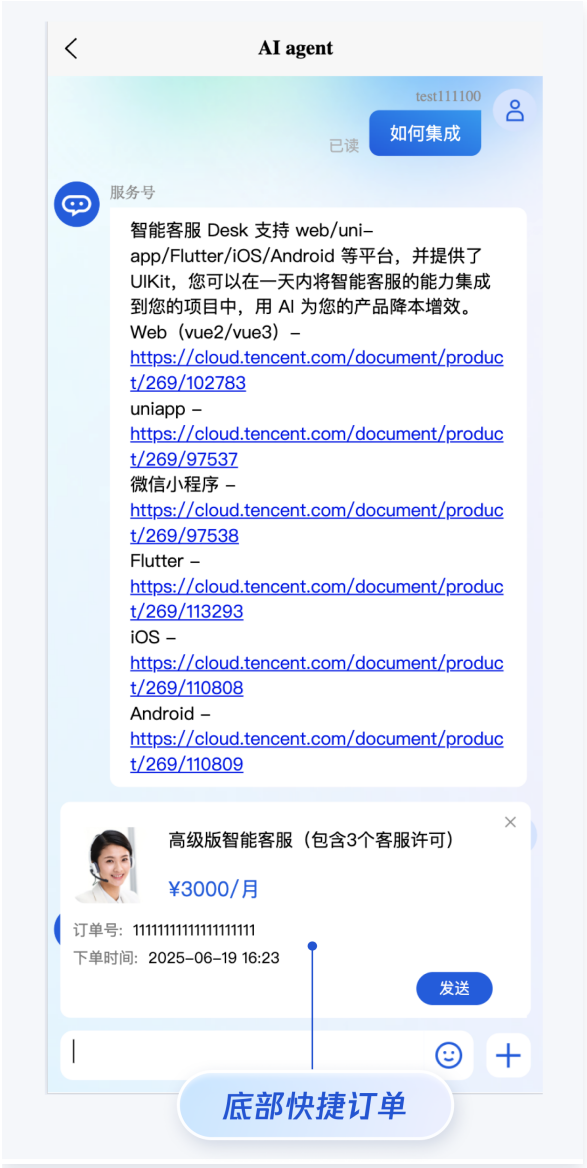 AI agent
test111100
已读
如何集成
服务号
智能客服 Desk 支持 web/uni-
app/Flutter/iOS/Android 等平台，并提供了
UIKit，您可以在一天内将智能客服的能力集成
到您的项目中，用 AI 为您的产品降本增效。
Web（vue2/vue3）–
https://cloud.tencent.com/document/produc
t/269/102783
uniapp –
https://cloud.tencent.com/document/produc
t/269/97537
微信小程序 –
https://cloud.tencent.com/document/produc
t/269/97538
Flutter –
https://cloud.tencent.com/document/produc
t/269/113293
iOS –
https://cloud.tencent.com/document/produc
t/269/110808
Android –
https://cloud.tencent.com/document/produc
t/269/110809
高级版智能客服（包含3个客服许可）
¥3000/月
订单号: 11111111111111111111
下单时间: 2025-06-19 16:23
发送
底部快捷订单